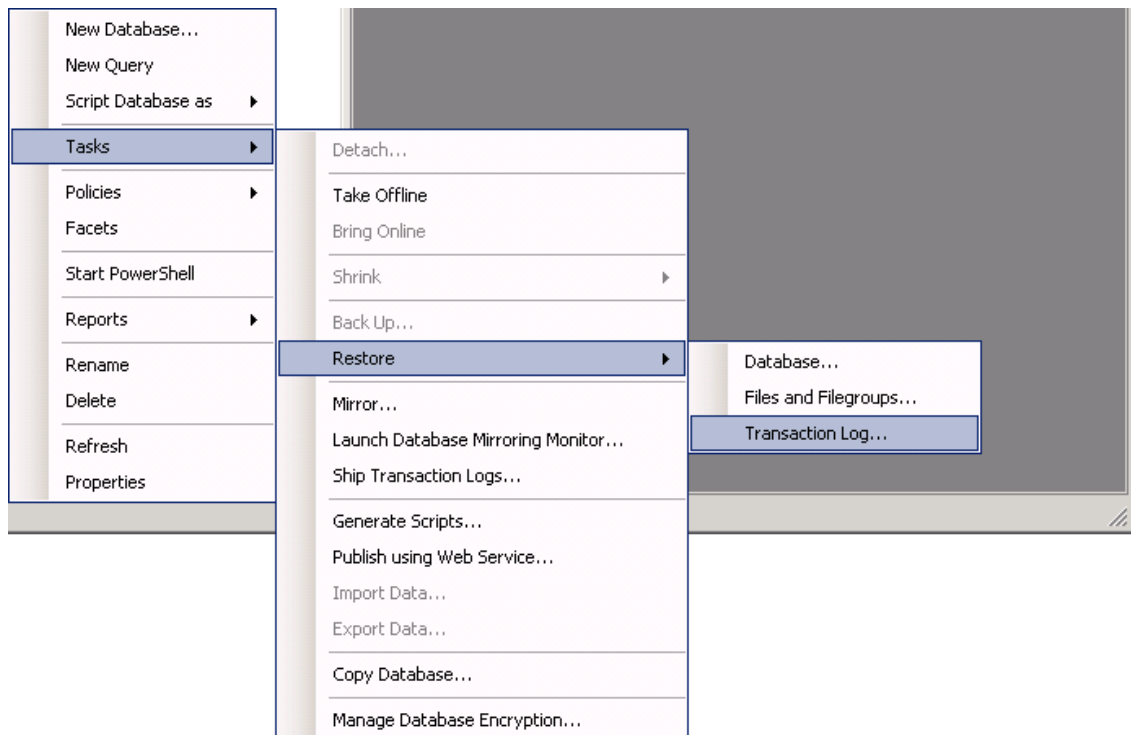 New Database...
New Query
Script Database as
Tasks
Policies
Facets
Start PowerShell
Reports
Rename
Delete
Refresh
Properties
Detach...
Take Offline
Bring Online
Shrink
Back Up...
Restore
Mirror...
Launch Database Mirroring Monitor...
Ship Transaction Logs...
Generate Scripts...
Publish using Web Service...
Import Data...
Export Data...
Copy Database...
Manage Database Encryption...
Database...
Files and Filegroups...
Transaction Log...